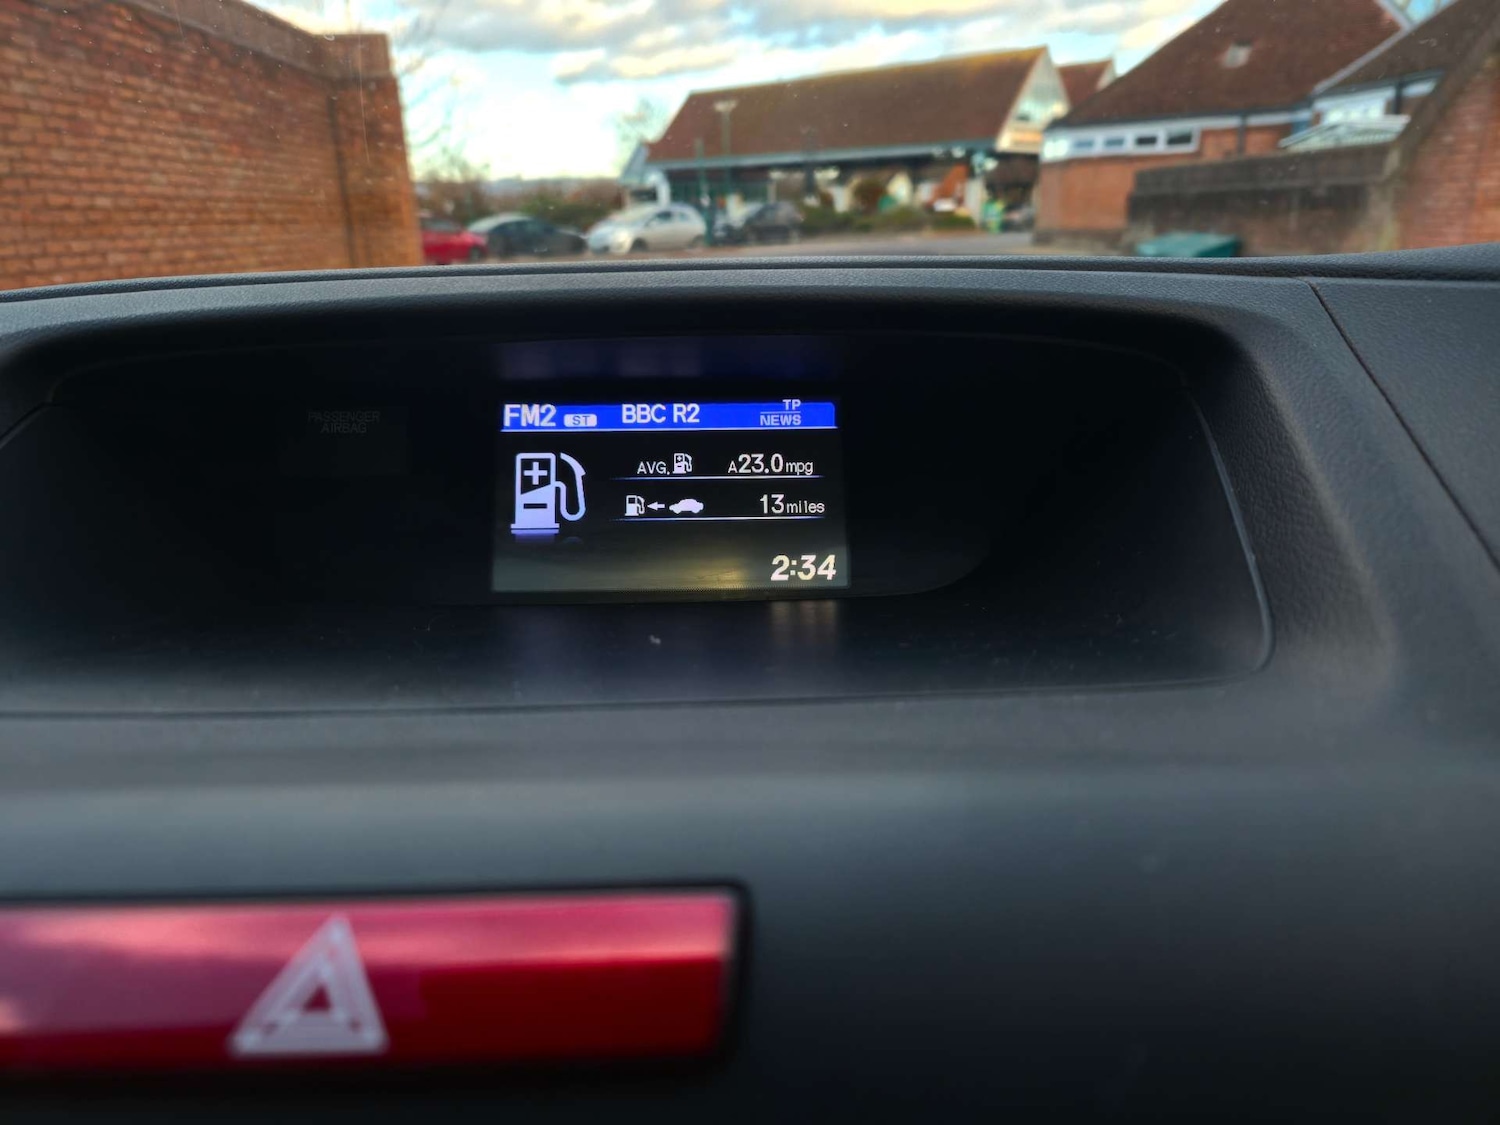 FM2 ST BBC R2 TP
NEWS
AVG. A23.0mpg
13miles
2:34
PASSENGER
AIRBAG